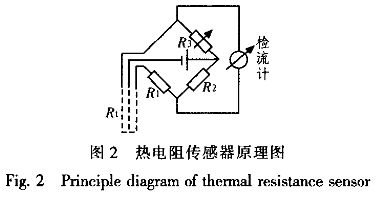 R3
检流计
R1
R2
Rt
图 2 热电阻传感器原理图
Fig. 2 Principle diagram of thermal resistance sensor